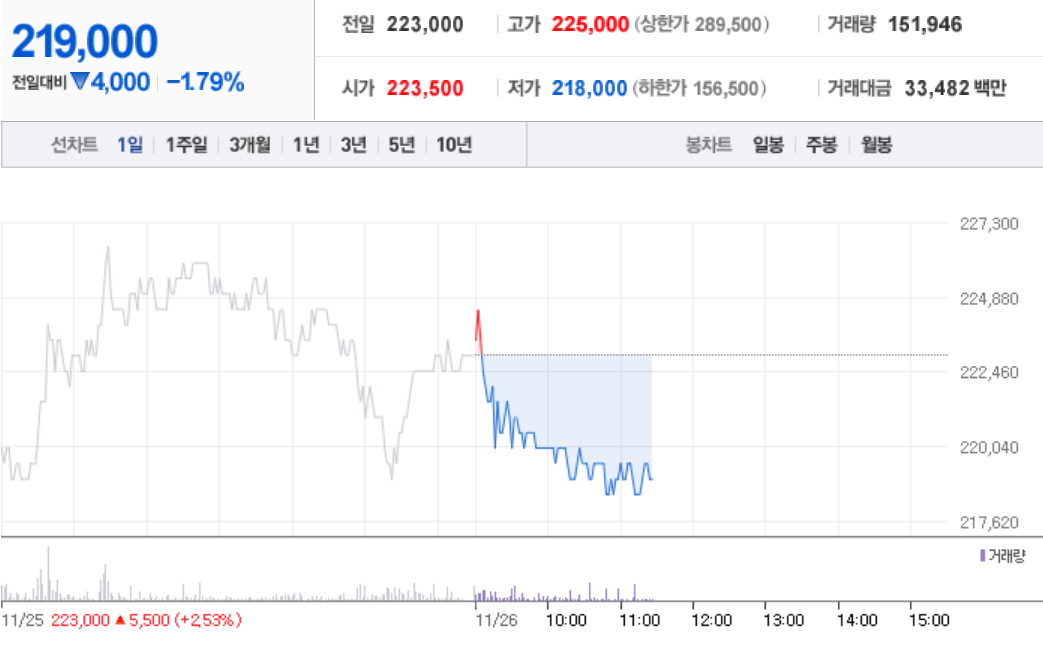 219,000
전일대비 ▼4,000 -1.79%
전일 223,000 고가 225,000 (상한가 289,500) 거래량 151,946
시가 223,500 저가 218,000 (하한가 156,500) 거래대금 33,482 백만
선차트 1일 1주일 3개월 1년 3년 5년 10년 봉차트 일봉 주봉 월봉
227,300
224,880
222,460
220,040
217,620
거래량
11/25 223,000 ▲ 5,500 (+2,53%) 11/26 10:00 11:00 12:00 13:00 14:00 15:00